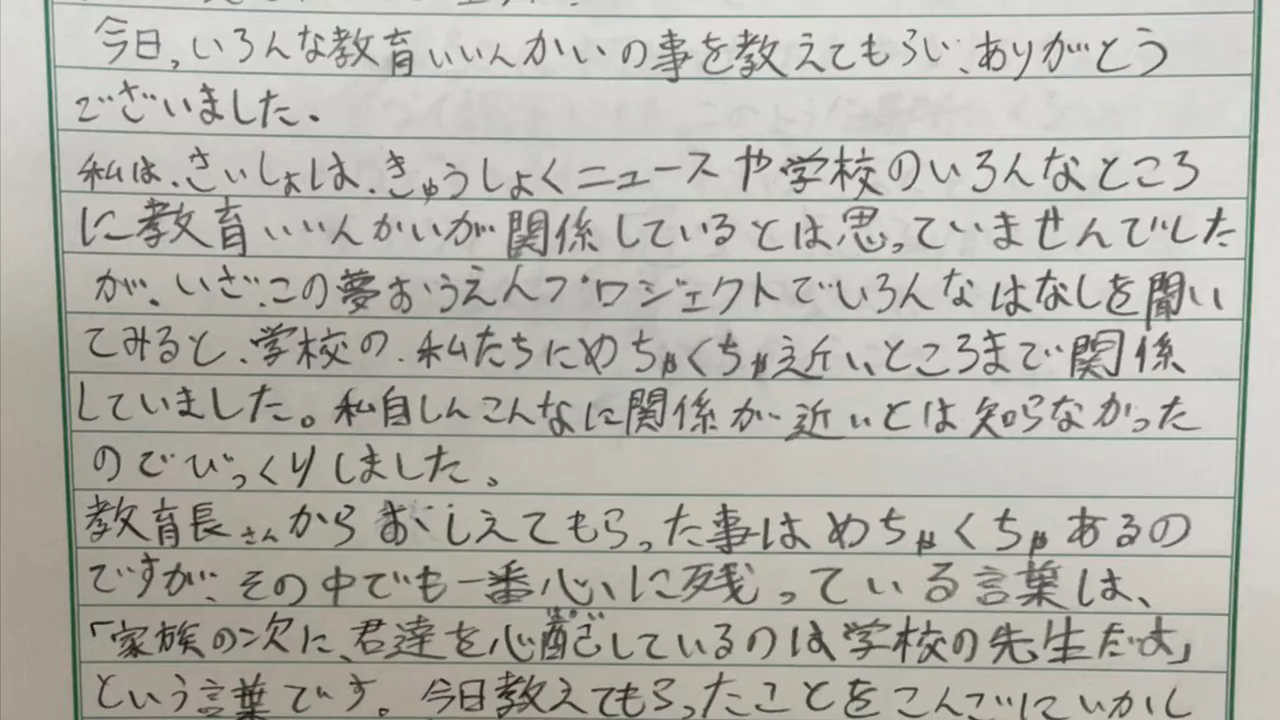 今日、いろんな教育いいんかいの事を教えてもらい、ありがとう
ございました。
私は、さいしょは、きゅうしょくニュースや学校のいろんなところ
に教育いいんかいが関係しているとは思っていませんでした
が、いざ、この夢おうえんプロジェクトでいろんなはなしを聞い
てみると、学校の、私たちにめちゃくちゃ近いところまで関係
していました。私自しんこんなに関係が近いとは知らなかった
のでびっくりしました。
教育長さんからおしえてもらった事はめちゃくちゃあるの
ですが、その中でも一番心に残っている言葉は、
「家族の次に、君達を心配しているのは学校の先生だよ」
という言葉です。今日教えてもらったことをこんごにいかし